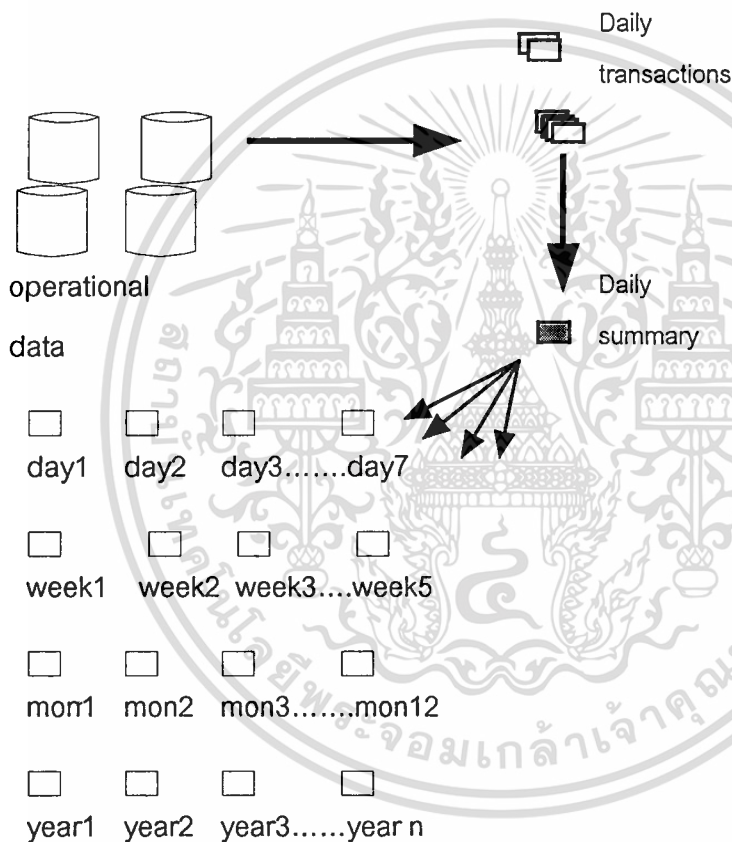 Daily
transactions
operational
data
Daily
summary
day1 day2 day3.......day7
week1 week2 week3....week5
mon1 mon2 mon3.......mon12
year1 year2 year3......year n